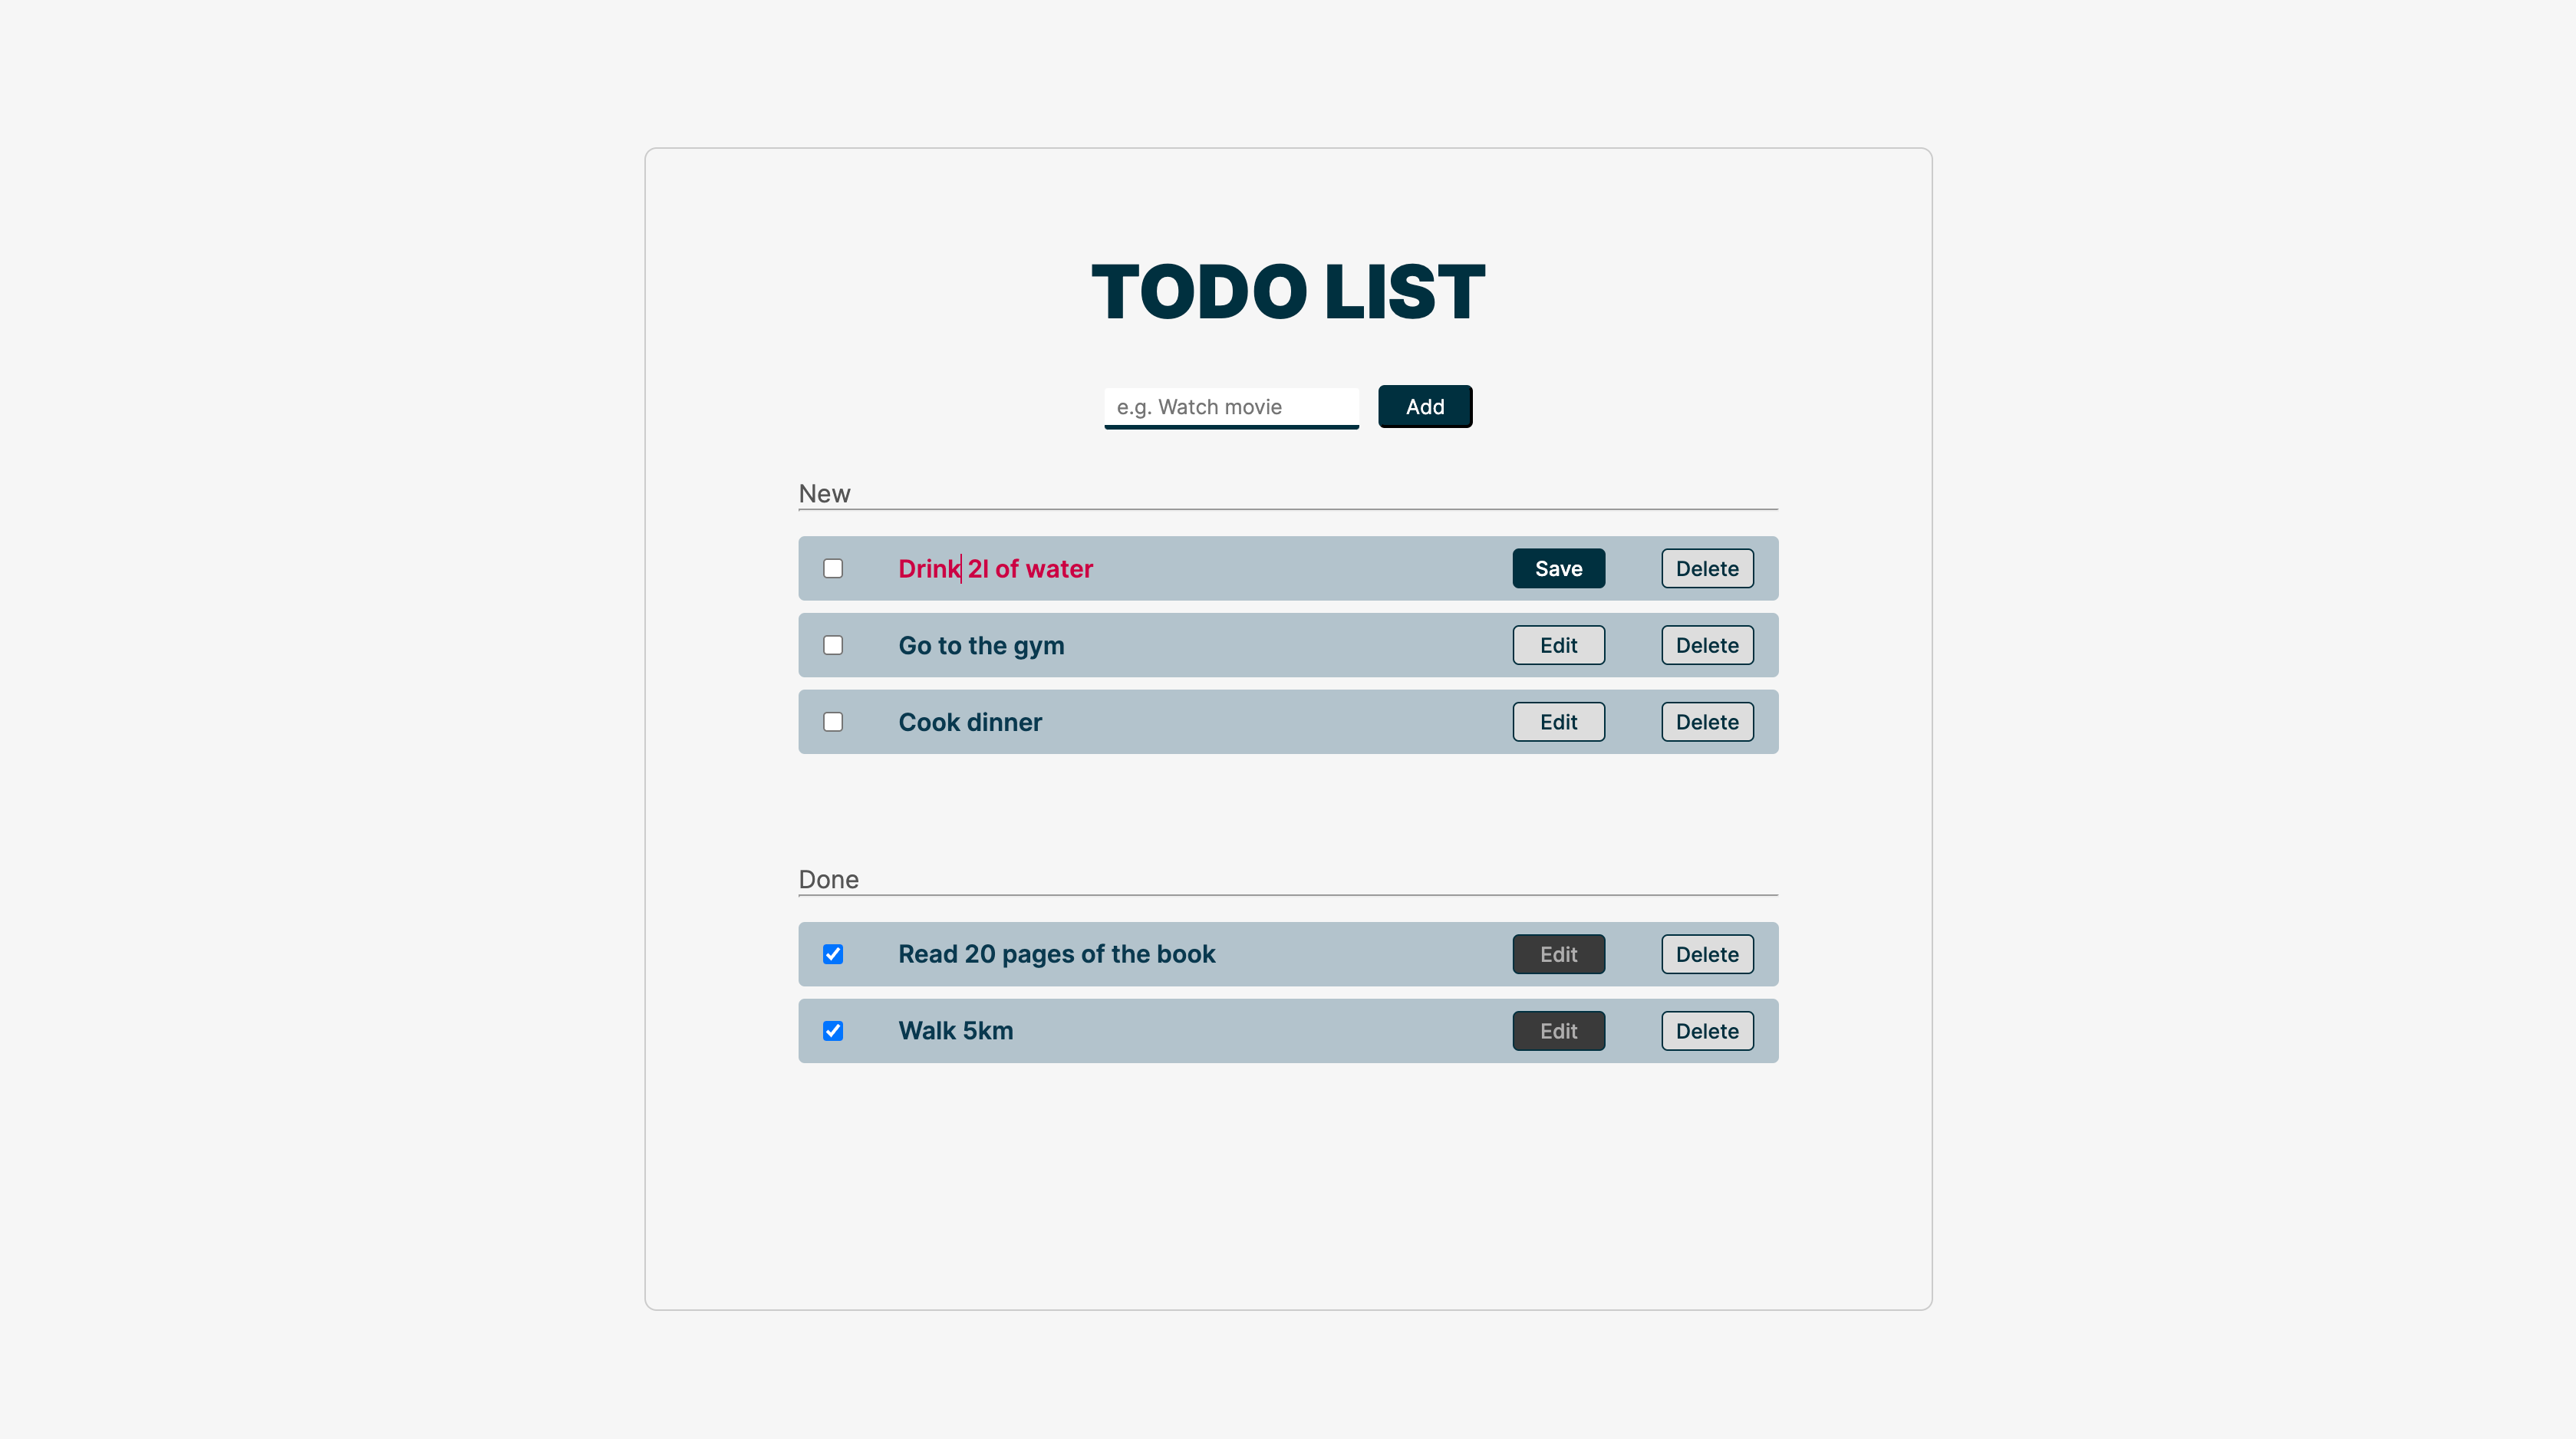 TODO LIST
e.g. Watch movie Add
New
Drink 2l of water Save Delete
Go to the gym Edit Delete
Cook dinner Edit Delete
Done
Read 20 pages of the book Edit Delete
Walk 5km Edit Delete